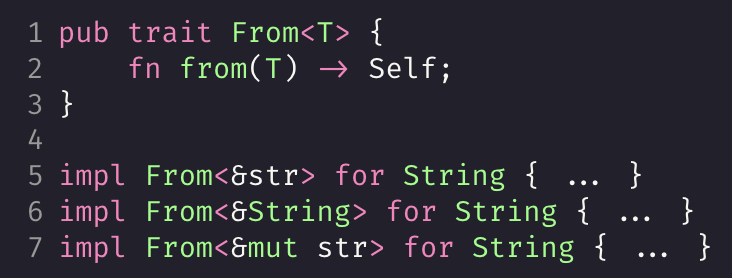 1 pub trait From<T> {
2     fn from(T) -> Self;
3 }
4
5 impl From<&str> for String { ... }
6 impl From<&String> for String { ... }
7 impl From<&mut str> for String { ... }